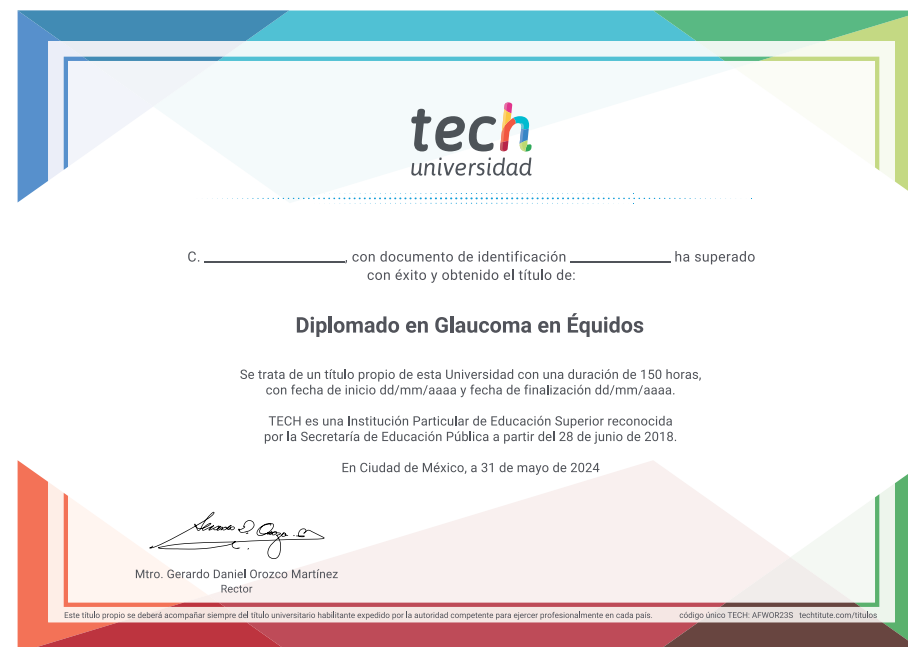 tech
universidad
C. ______________, con documento de identificación __________ ha superado
con éxito y obtenido el título de:
Diplomado en Glaucoma en Équidos
Se trata de un título propio de esta Universidad con una duración de 150 horas,
con fecha de inicio dd/mm/aaaa y fecha de finalización dd/mm/aaaa.
TECH es una Institución Particular de Educación Superior reconocida
por la Secretaría de Educación Pública a partir del 28 de junio de 2018.
En Ciudad de México, a 31 de mayo de 2024
Mtro. Gerardo Daniel Orozco Martínez
Rector
Este título propio se deberá acompañar siempre del título universitario habilitante expedido por la autoridad competente para ejercer profesionalmente en cada país. código único TECH: AFWOR23S techtitute.com/titulos